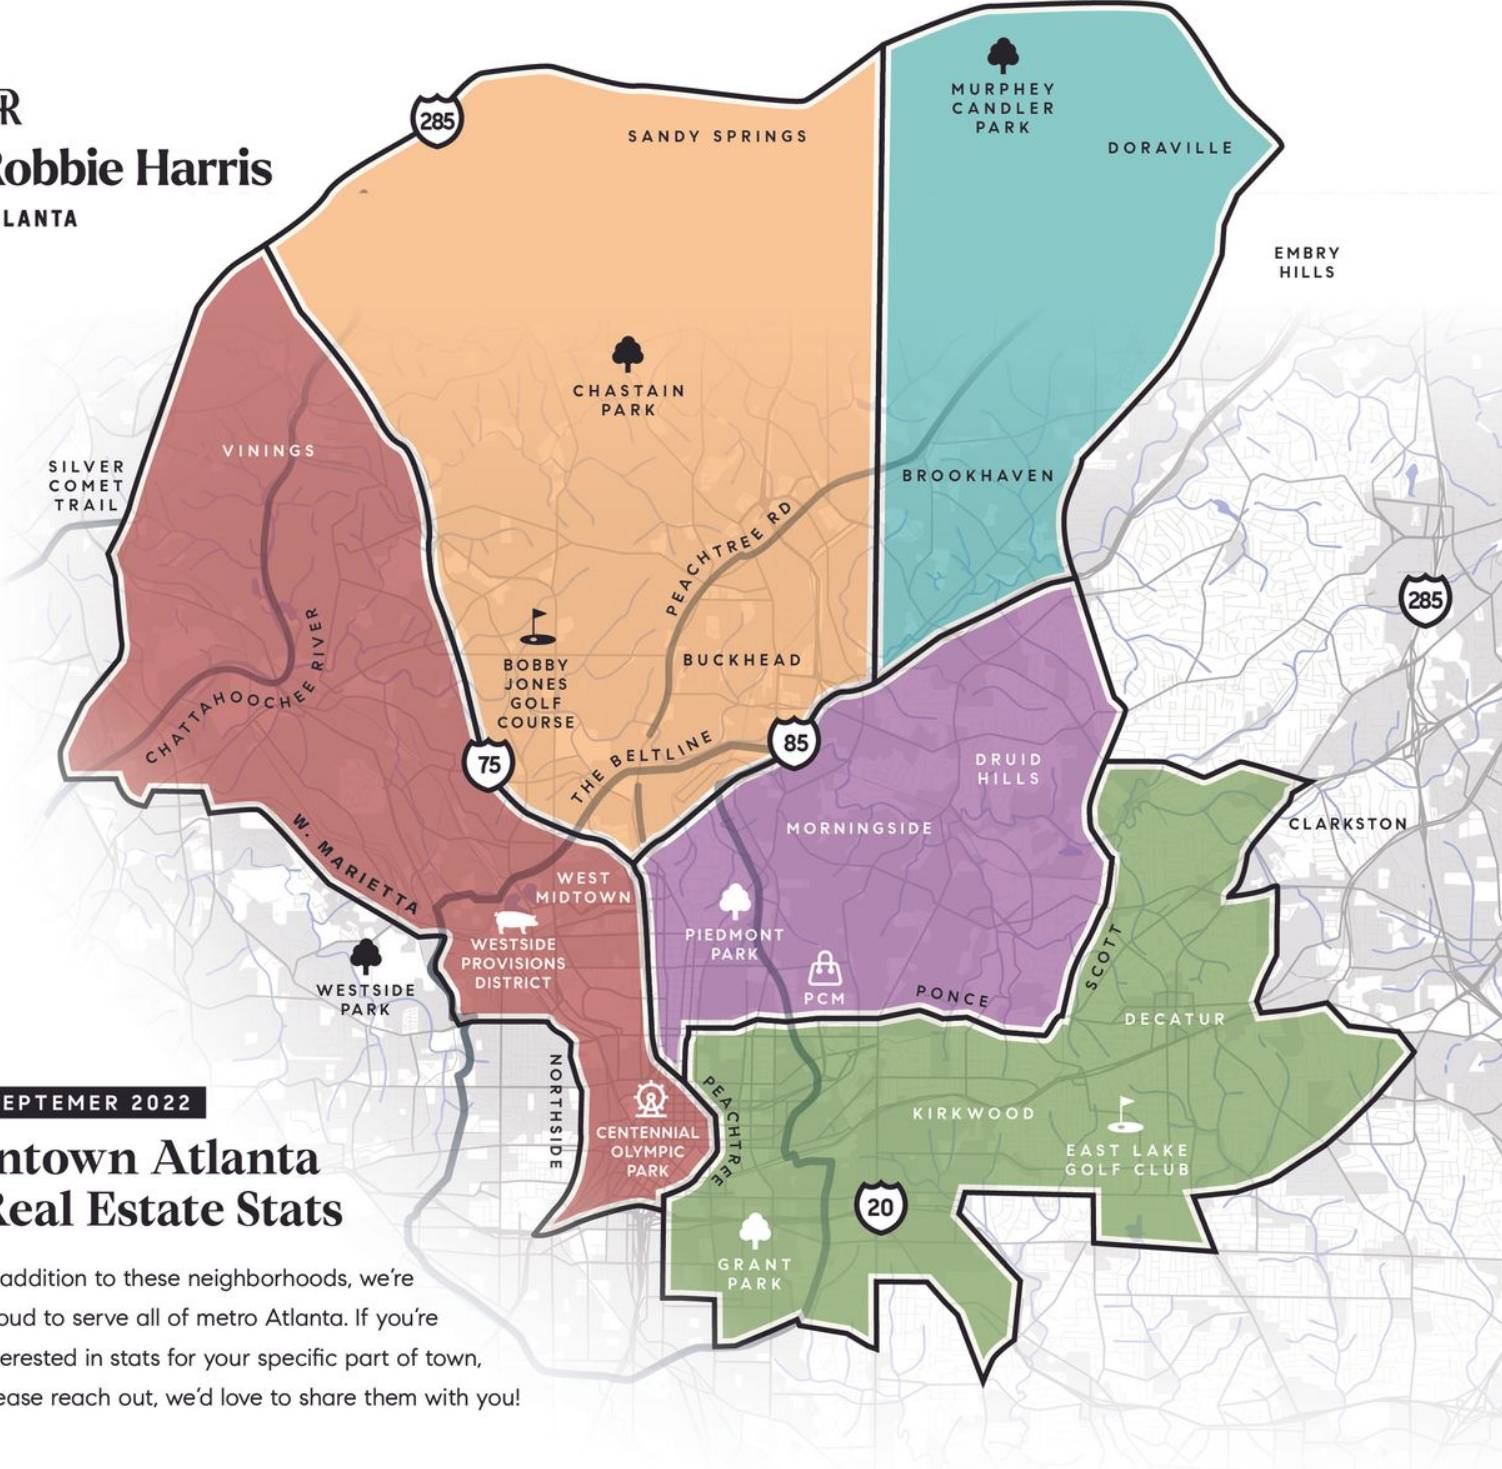 R
Robbie Harris
LANTA
285
SANDY SPRINGS
MURPHEY
CANDLER
PARK
DORAVILLE
EMBRY
HILLS
CHASTAIN
PARK
VININGS
SILVER
COMET
TRAIL
BROOKHAVEN
PEACHTREE RD
285
CHATTAHOOCHEE RIVER
BOBBY
JONES
GOLF
COURSE
BUCKHEAD
75
THE BELTLINE
85
DRUID
HILLS
MORNINGSIDE
CLARKSTON
W. MARIETTA
WEST
MIDTOWN
WESTSIDE
PROVISIONS
DISTRICT
PIEDMONT
PARK
PCM
PONCE
SCOTT
WESTSIDE
PARK
DECATUR
NORTHSIDE
CENTENNIAL
OLYMPIC
PARK
PEACHTREE
KIRKWOOD
EAST LAKE
GOLF CLUB
20
GRANT
PARK
EPTEMER 2022
ntown Atlanta
Real Estate Stats
addition to these neighborhoods, we're
oud to serve all of metro Atlanta. If you're
erested in stats for your specific part of town,
ease reach out, we'd love to share them with you!